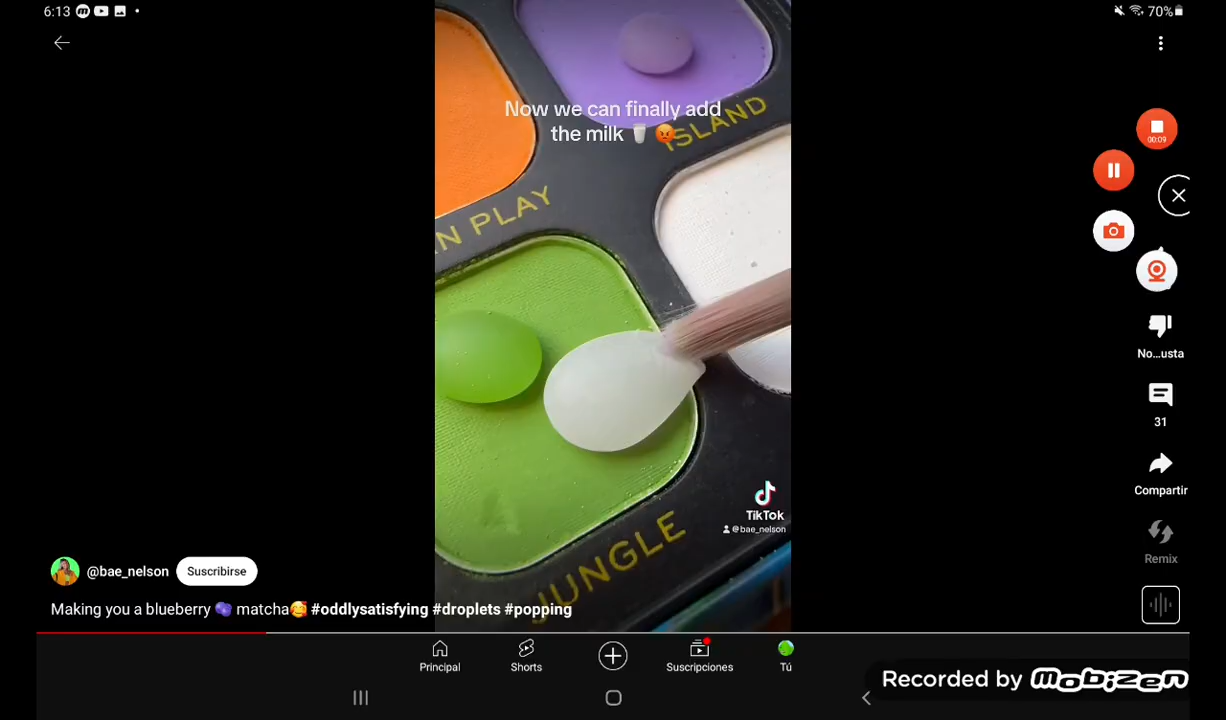 6:13
70%
Now we can finally add
the milk 🥛 😡
ISLAND
N PLAY
JUNGLE
00:09
No...usta
31
Compartir
Remix
TikTok
@bae_nelson
@bae_nelson
Suscribirse
Making you a blueberry 🫐 matcha🥰 #oddlysatisfying #droplets #popping
Principal
Shorts
Suscripciones
Tú
Recorded by mobizen